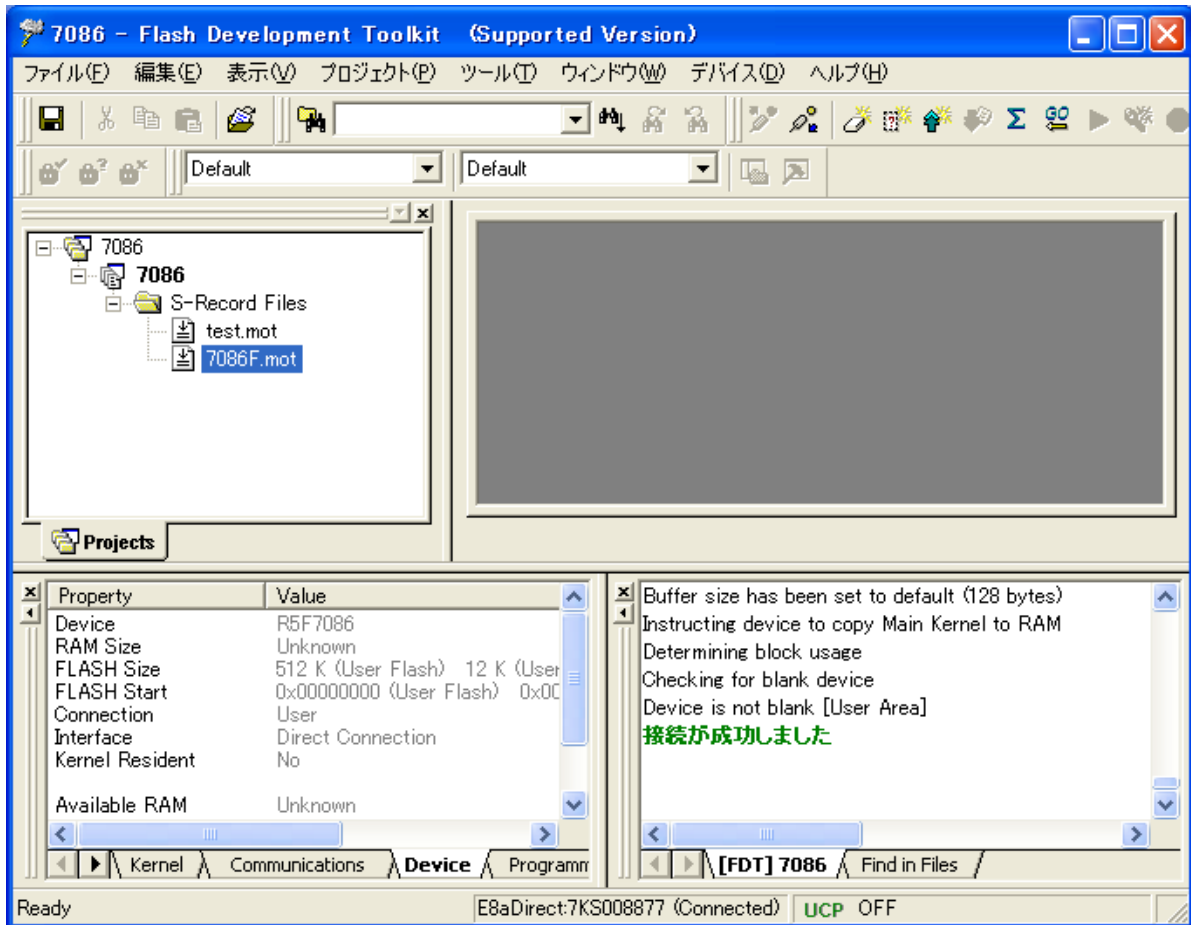 7086 - Flash Development Toolkit (Supported Version)
ファイル(F) 編集(E) 表示(V) プロジェクト(P) ツール(T) ウィンドウ(W) デバイス(D) ヘルプ(H)
GO
Default Default
7086
7086
S-Record Files
test.mot
7086F.mot
Projects
Property Value
Device R5F7086
RAM Size Unknown
FLASH Size 512 K (User Flash) 12 K (User
FLASH Start 0x00000000 (User Flash) 0x00
Connection User
Interface Direct Connection
Kernel Resident No
Available RAM Unknown
Kernel Communications Device Programm
Buffer size has been set to default (128 bytes)
Instructing device to copy Main Kernel to RAM
Determining block usage
Checking for blank device
Device is not blank [User Area]
接続が成功しました
[FDT] 7086 Find in Files
Ready E8aDirect:7KS008877 (Connected) UCP OFF